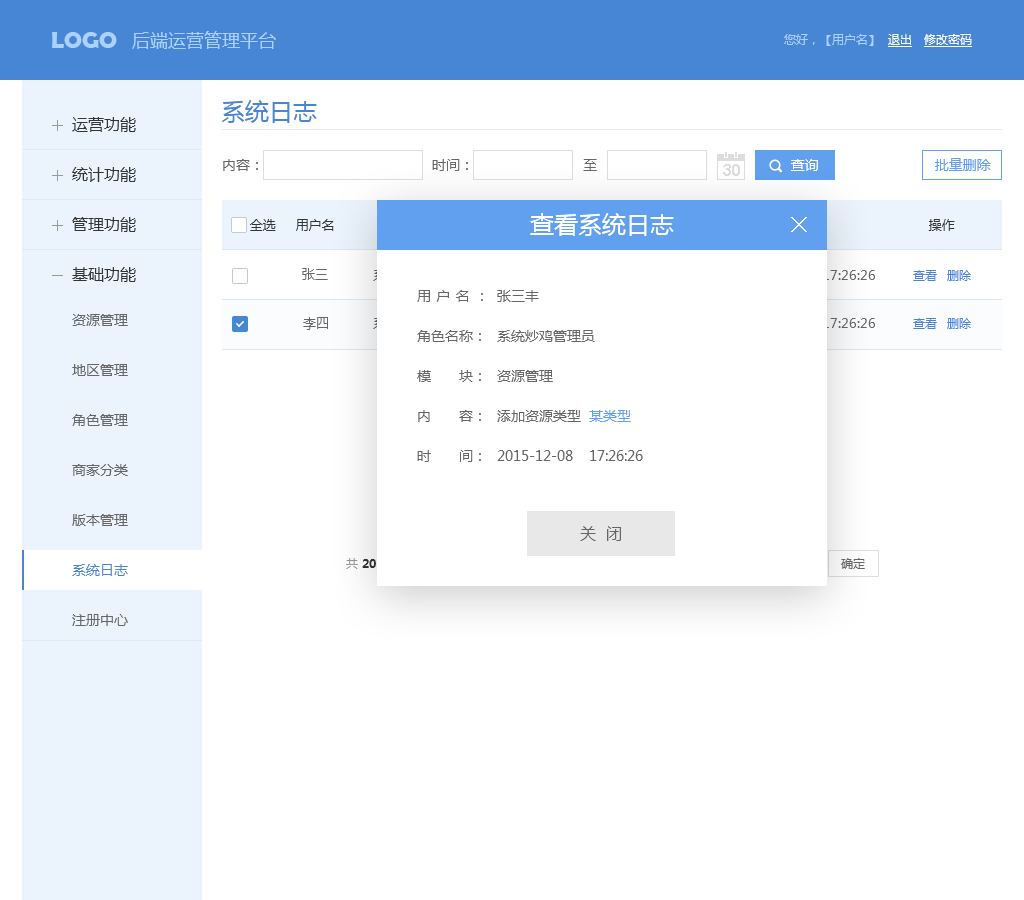 LOGO 后端运营管理平台 您好，【用户名】 退出 修改密码
运营功能
统计功能
管理功能
基础功能
资源管理
地区管理
角色管理
商家分类
版本管理
系统日志
注册中心
系统日志
内容： 时间： 至 30 查询 批量删除
全选 用户名 操作
张三 17:26:26 查看 删除
李四 17:26:26 查看 删除
查看系统日志
用户名： 张三丰
角色名称： 系统炒鸡管理员
模 块： 资源管理
内 容： 添加资源类型 某类型
时 间： 2015-12-08 17:26:26
关 闭
共 20 确定